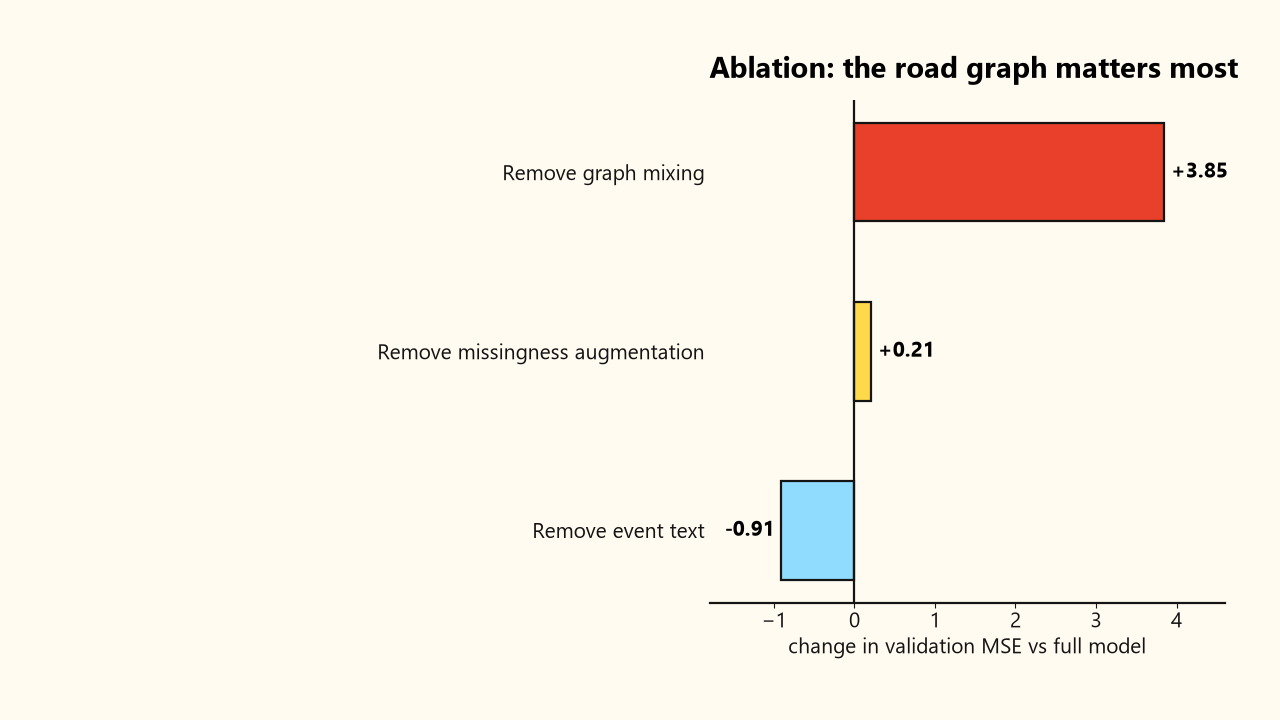 Ablation: the road graph matters most
Remove graph mixing
+3.85
Remove missingness augmentation
+0.21
Remove event text
-0.91
−1 0 1 2 3 4
change in validation MSE vs full model